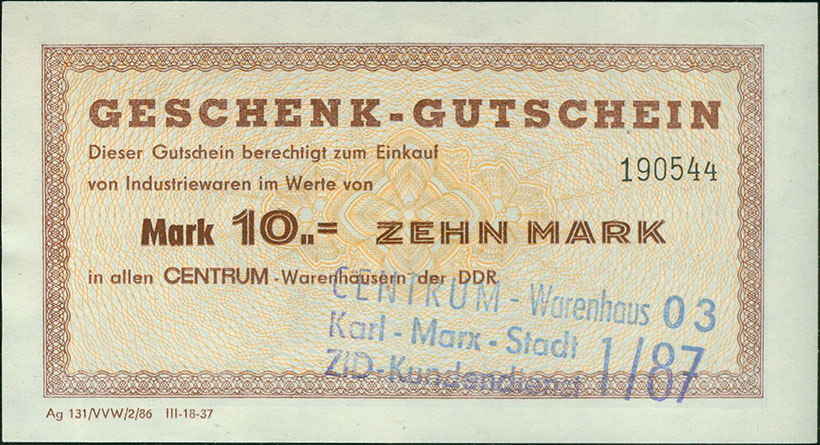 GESCHENK-GUTSCHEIN
Dieser Gutschein berechtigt zum Einkauf
von Industriewaren im Werte von
190544
Mark 10„= ZEHN MARK
in allen CENTRUM-Warenhäusern der DDR
CENTRUM - Warenhaus 03
Karl - Marx - Stadt
ZID-Kundendienst 1/87
Ag 131/VVW/2/86 III-18-37